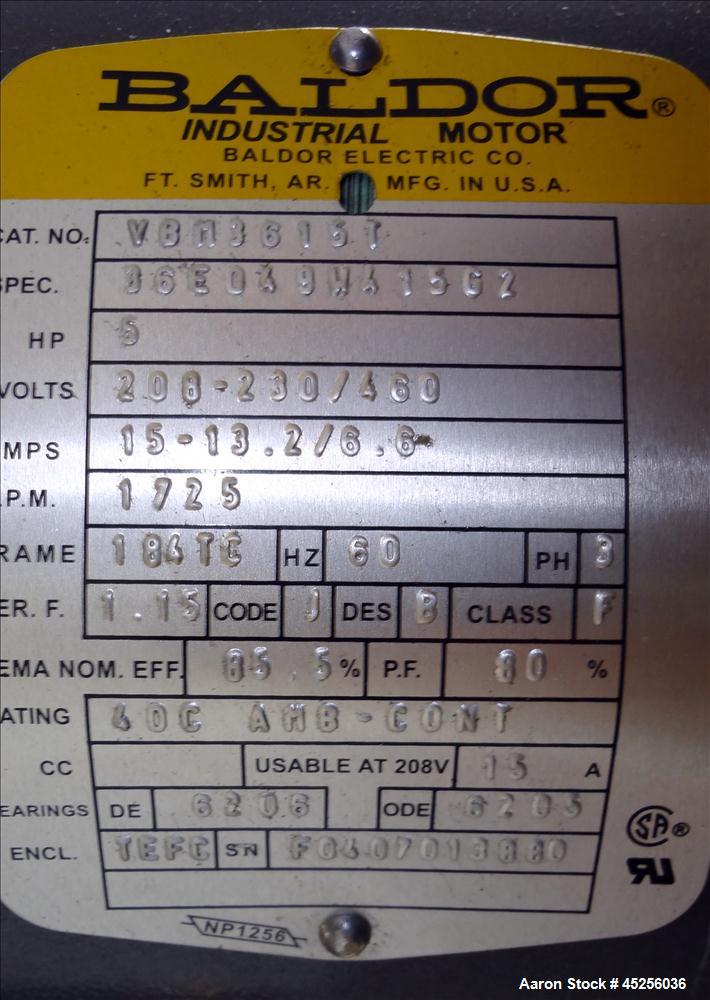 BALDOR®
INDUSTRIAL MOTOR
BALDOR ELECTRIC CO.
FT. SMITH, AR. MFG. IN U.S.A.
CAT. NO. VBM3615T
SPEC. 36E049W415G2
HP 5
VOLTS 208-230/460
MPS 15-13.2/6.6
.P.M. 1725
RAME 184TC HZ 60 PH 3
ER. F. 1.15 CODE J DES B CLASS F
EMA NOM. EFF. 85.5 % P.F. 80 %
ATING 40C AMB-CONT
CC USABLE AT 208V 15 A
EARINGS DE 6206 ODE 6205
ENCL. TEFC SN F0407013880
SA®
NP1256
Aaron Stock # 45256036